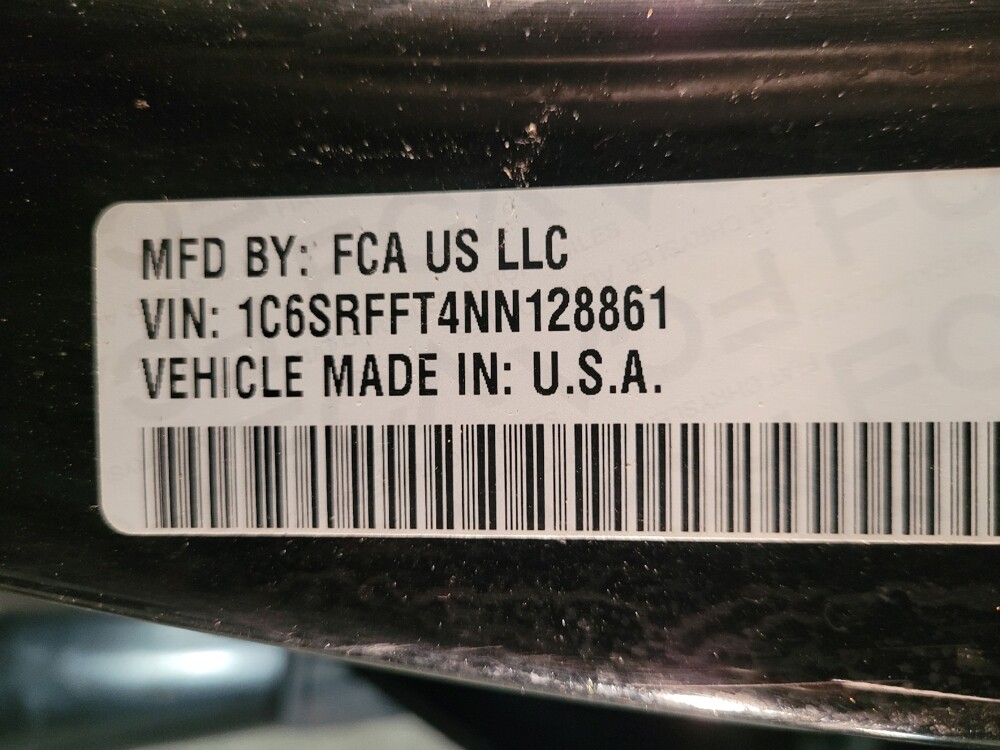 MFD BY: FCA US LLC
VIN: 1C6SRFFT4NN128861
VEHICLE MADE IN: U.S.A.